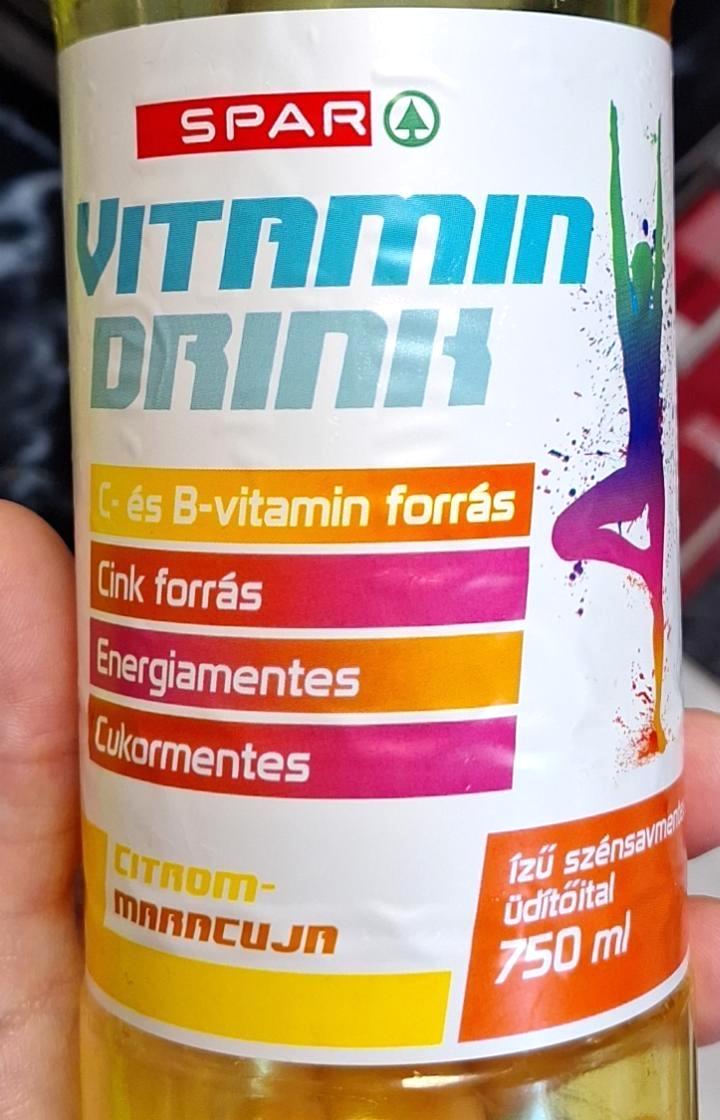 SPAR
VITAMIN
DRINK
C- és B-vitamin forrás
Cink forrás
Energiamentes
Cukormentes
CITROM-
MARACUJA
ízű szénsavmentes
üdítőital
750 ml